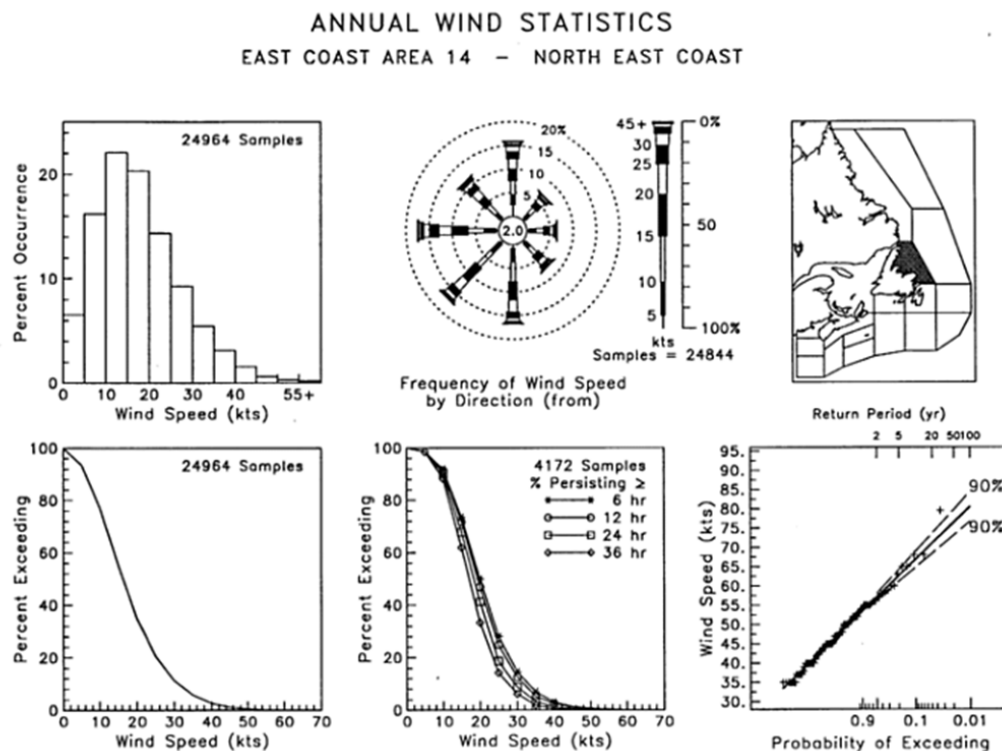 ANNUAL WIND STATISTICS
EAST COAST AREA 14 — NORTH EAST COAST
24964 Samples
Percent Occurrence
20
10
0
0 10 20 30 40 55+
Wind Speed (kts)
20%
15
10
5
2.0
Frequency of Wind Speed
by Direction (from)
45+
30
25
20
15
10
5
kts
0%
50
100%
Samples = 24844
24964 Samples
Percent Exceeding
100
80
60
40
20
0
0 10 20 30 40 50 60 70
Wind Speed (kts)
4172 Samples
% Persisting ≥
6 hr
12 hr
24 hr
36 hr
Percent Exceeding
100
80
60
40
20
0
0 10 20 30 40 50 60 70
Wind Speed (kts)
Return Period (yr)
2 5 20 50 100
Wind Speed (kts)
95.
90.
85.
80.
75.
70.
65.
60.
55.
50.
45.
40.
35.
30.
90%
90%
0.9 0.1 0.01
Probability of Exceeding